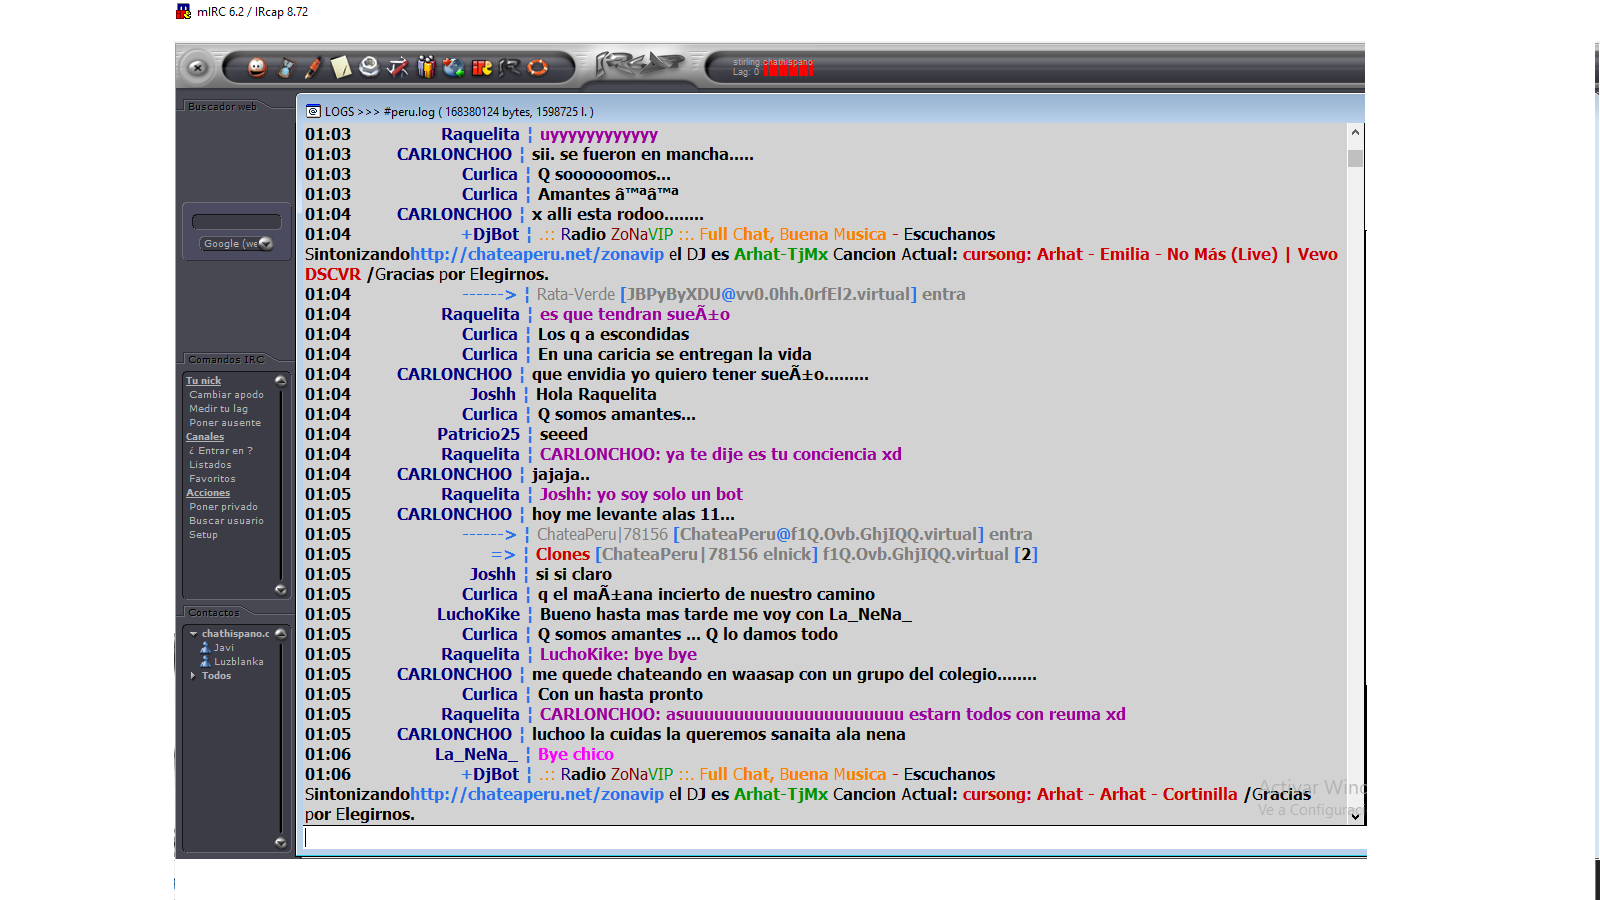 mIRC 6.2 / IRcap 8.72
stirling.chathispano
Lag: 0
Buscador web
Google (we
Comandos IRC
Tu nick
Cambiar apodo
Medir tu lag
Poner ausente
Canales
¿ Entrar en ?
Listados
Favoritos
Acciones
Poner privado
Buscar usuario
Setup
Contactos
chathispano.c
Javi
Luzblanka
Todos
LOGS >>> #peru.log ( 168380124 bytes, 1598725 l. )
01:03 Raquelita ¦ uyyyyyyyyyyyy
01:03 CARLONCHOO ¦ sii. se fueron en mancha.....
01:03 Curlica ¦ Q soooooomos...
01:03 Curlica ¦ Amantes â™ªâ™ª
01:04 CARLONCHOO ¦ x alli esta rodoo........
01:04 +DjBot ¦ .:: Radio ZoNaVIP ::. Full Chat, Buena Musica - Escuchanos
Sintonizandohttp://chateaperu.net/zonavip el DJ es Arhat-TjMx Cancion Actual: cursong: Arhat - Emilia - No Más (Live) | Vevo
DSCVR /Gracias por Elegirnos.
01:04 ------> ¦ Rata-Verde [JBPyByXDU@vv0.0hh.0rfEl2.virtual] entra
01:04 Raquelita ¦ es que tendran sueÃ±o
01:04 Curlica ¦ Los q a escondidas
01:04 Curlica ¦ En una caricia se entregan la vida
01:04 CARLONCHOO ¦ que envidia yo quiero tener sueÃ±o.........
01:04 Joshh ¦ Hola Raquelita
01:04 Curlica ¦ Q somos amantes...
01:04 Patricio25 ¦ seeed
01:04 Raquelita ¦ CARLONCHOO: ya te dije es tu conciencia xd
01:04 CARLONCHOO ¦ jajaja..
01:05 Raquelita ¦ Joshh: yo soy solo un bot
01:05 CARLONCHOO ¦ hoy me levante alas 11...
01:05 ------> ¦ ChateaPeru|78156 [ChateaPeru@f1Q.Ovb.GhjIQQ.virtual] entra
01:05 => ¦ Clones [ChateaPeru|78156 elnick] f1Q.Ovb.GhjIQQ.virtual [2]
01:05 Joshh ¦ si si claro
01:05 Curlica ¦ q el maÃ±ana incierto de nuestro camino
01:05 LuchoKike ¦ Bueno hasta mas tarde me voy con La_NeNa_
01:05 Curlica ¦ Q somos amantes ... Q lo damos todo
01:05 Raquelita ¦ LuchoKike: bye bye
01:05 CARLONCHOO ¦ me quede chateando en waasap con un grupo del colegio........
01:05 Curlica ¦ Con un hasta pronto
01:05 Raquelita ¦ CARLONCHOO: asuuuuuuuuuuuuuuuuuuuuuu estarn todos con reuma xd
01:05 CARLONCHOO ¦ luchoo la cuidas la queremos sanaita ala nena
01:06 La_NeNa_ ¦ Bye chico
01:06 +DjBot ¦ .:: Radio ZoNaVIP ::. Full Chat, Buena Musica - Escuchanos
Sintonizandohttp://chateaperu.net/zonavip el DJ es Arhat-TjMx Cancion Actual: cursong: Arhat - Arhat - Cortinilla /Gracias
por Elegirnos.
Activar Winc
Ve a Configurac